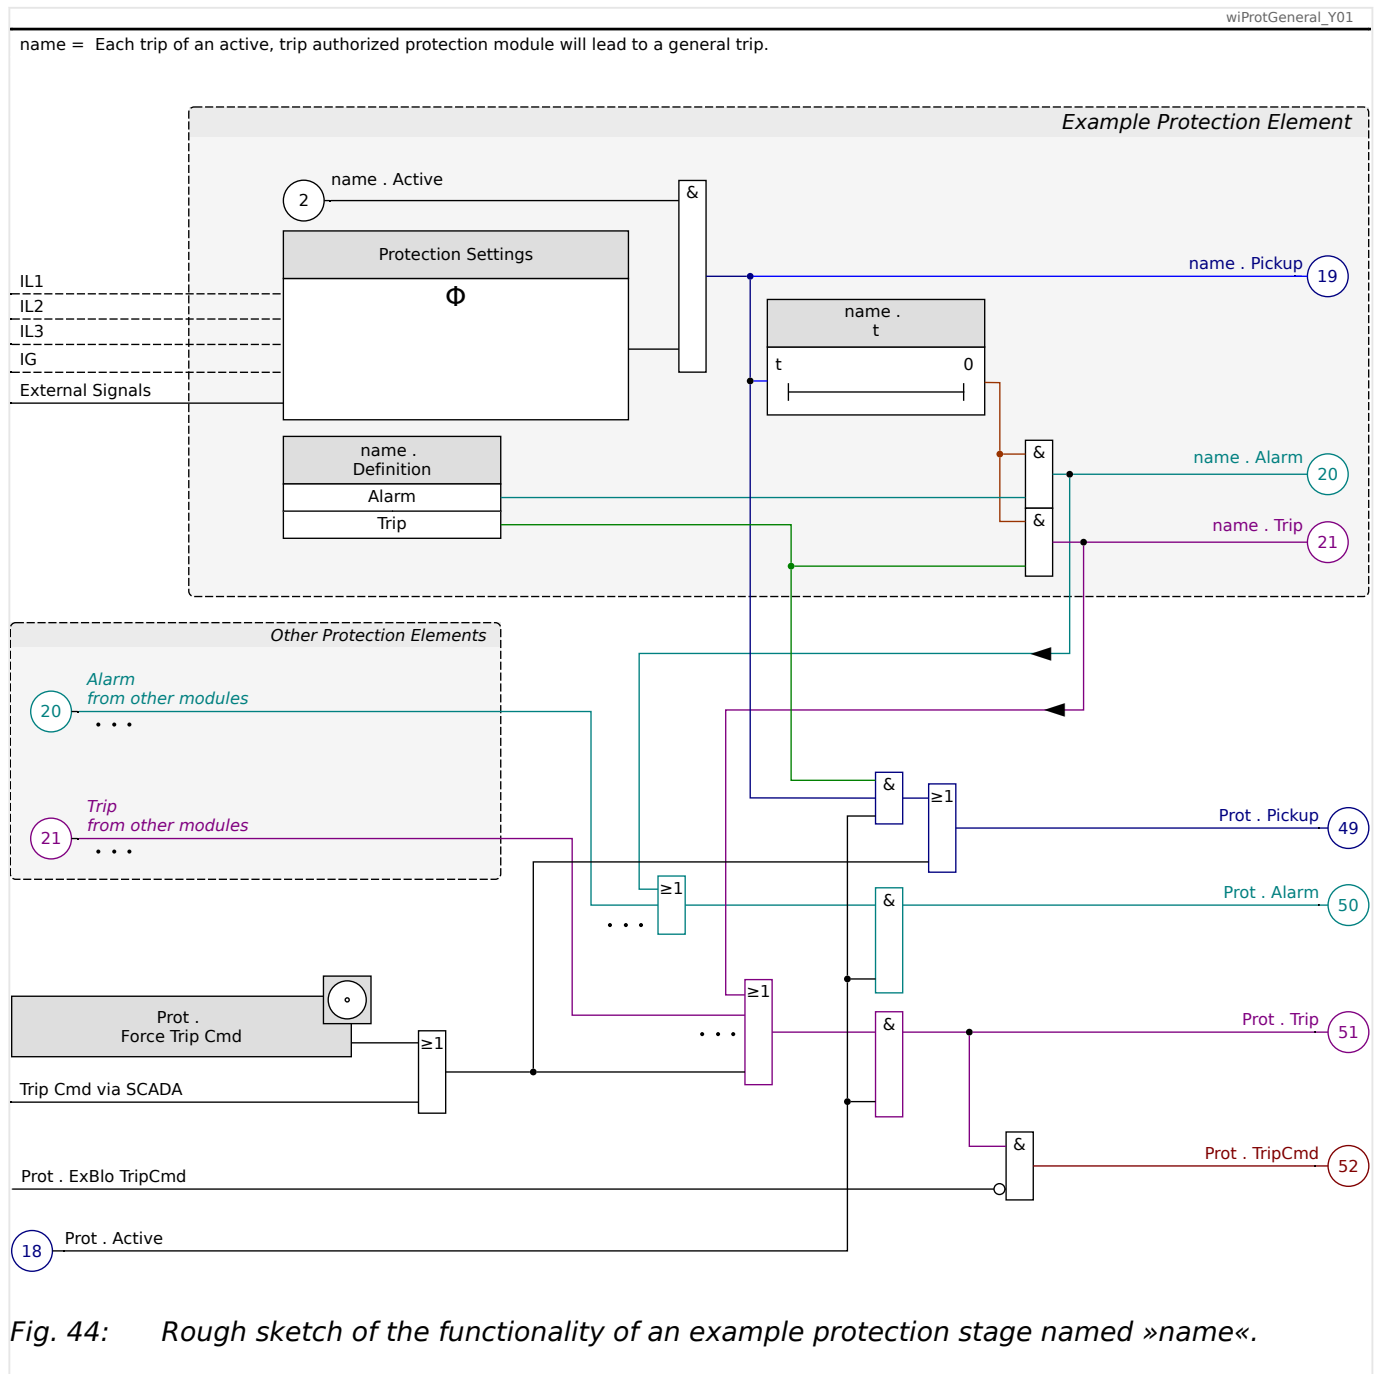 wiProtGeneral_Y01
name = Each trip of an active, trip authorized protection module will lead to a general trip.
Example Protection Element
name . Active
2
&
Protection Settings
Φ
name . Pickup
19
IL1
IL2
IL3
IG
External Signals
name .
t
t 0
name .
Definition
Alarm
Trip
&
name . Alarm
20
&
name . Trip
21
Other Protection Elements
Alarm
from other modules
20
• • •
Trip
from other modules
21
• • •
&
≥1
Prot . Pickup
49
≥1
• • •
&
Prot . Alarm
50
Prot .
Force Trip Cmd
≥1
Trip Cmd via SCADA
≥1
• • •
&
Prot . Trip
51
&
Prot . TripCmd
52
Prot . ExBlo TripCmd
Prot . Active
18
Fig. 44: Rough sketch of the functionality of an example protection stage named »name«.